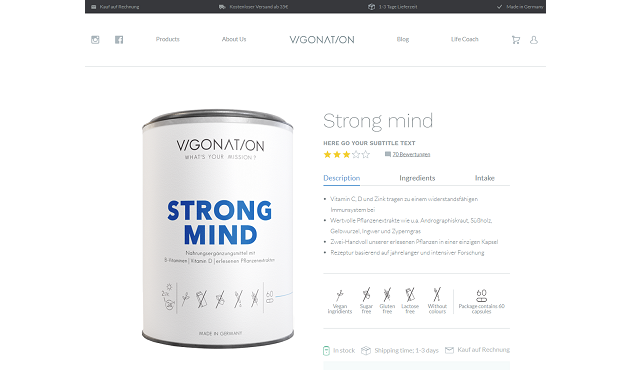 Kauf auf Rechnung
Kostenloser Versand ab 35€
1-3 Tage Lieferzeit
Made in Germany
Products
About Us
VIGONATION
Blog
Life Coach
Strong mind
HERE GO YOUR SUBTITLE TEXT
70 Bewertungen
Description
Ingredients
Intake
Vitamin C, D und Zink tragen zu einem widerstandsfähigen
Immunsystem bei
Wertvolle Pflanzenextrakte wie u.a. Andrographiskraut, Süßholz,
Gelbwurzel, Ingwer und Zyperngras
Zwei-Handvoll unserer erlesenen Pflanzen in einer einzigen Kapsel
Rezeptur basierend auf jahrelanger und intensiver Forschung
60
Vegan ingridients
Sugar free
Gluten free
Lactose free
Without colours
Package contains 60 capsules
In stock
Shipping time: 1-3 days
Kauf auf Rechnung
VIGONATION
WHAT'S YOUR MISSION?
STRONG
MIND
Nahrungsergänzungsmittel mit
B-Vitaminen | Vitamin D | erlesenen Pflanzenextrakten
60
MADE IN GERMANY